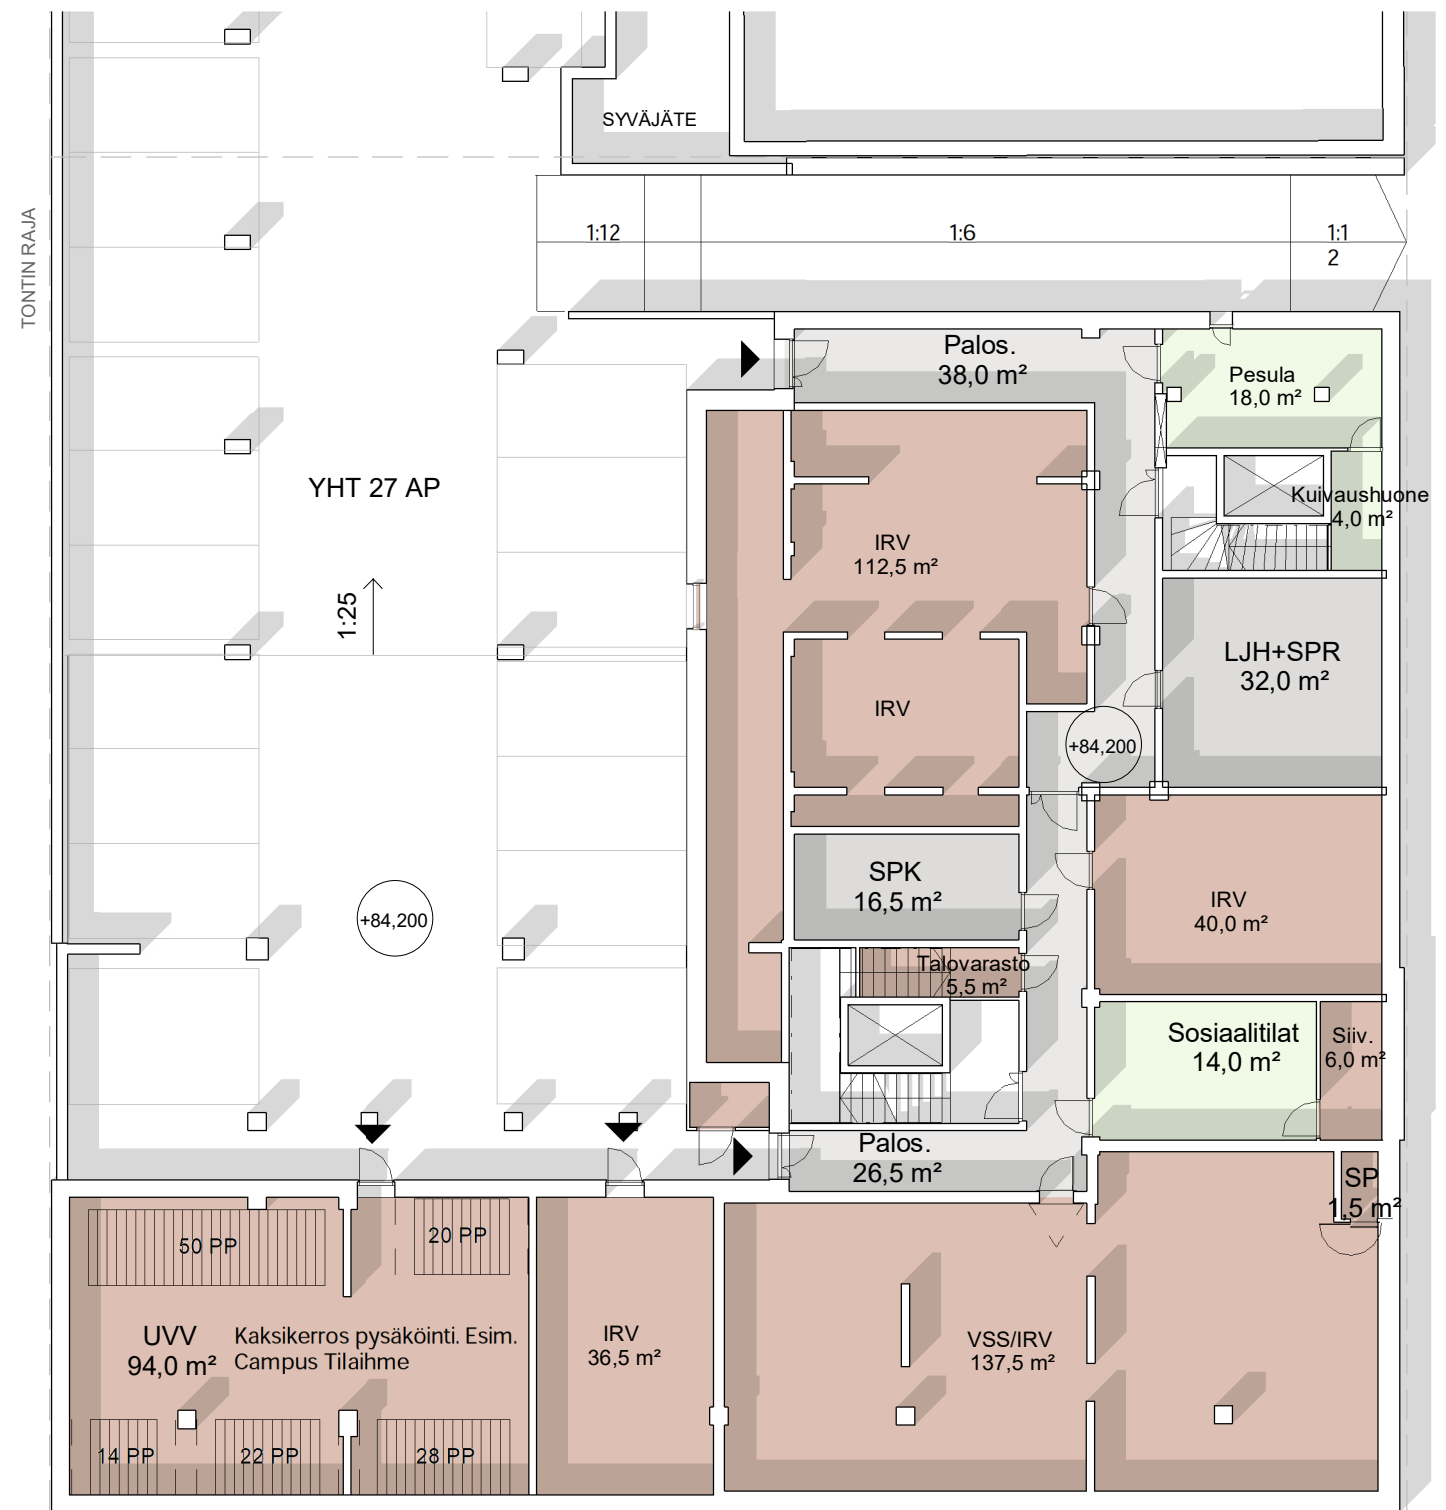 SYVÄJÄTE
TONTIN RAJA
1:12
1:6
1:1
2
Palos.
38,0 m²
Pesula
18,0 m²
YHT 27 AP
Kuivaushuone
4,0 m²
IRV
112,5 m²
1:25
LJH+SPR
32,0 m²
IRV
+84,200
SPK
16,5 m²
IRV
40,0 m²
+84,200
Talovarasto
5,5 m²
Sosiaalitilat
14,0 m²
Siiv.
6,0 m²
Palos.
26,5 m²
SP
1,5 m²
50 PP
20 PP
UVV
94,0 m²
Kaksikerros pysäköinti. Esim.
Campus Tilaihme
IRV
36,5 m²
VSS/IRV
137,5 m²
14 PP
22 PP
28 PP